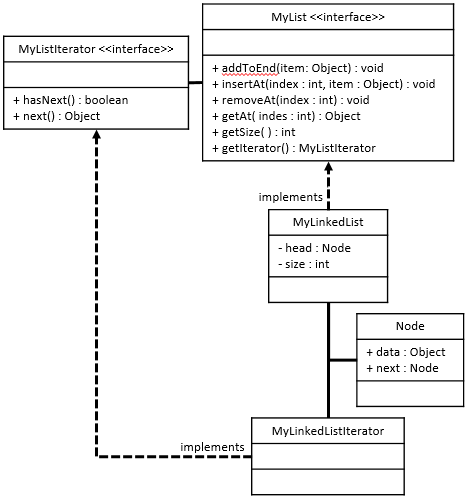 MyList <<interface>>
+ addToEnd(item: Object) : void
+ insertAt(index : int, item : Object) : void
+ removeAt(index : int) : void
+ getAt( indes : int) : Object
+ getSize( ) : int
+ getIterator() : MyListIterator
MyListIterator <<interface>>
+ hasNext() : boolean
+ next() : Object
implements
MyLinkedList
- head : Node
- size : int
Node
+ data : Object
+ next : Node
MyLinkedListIterator
implements